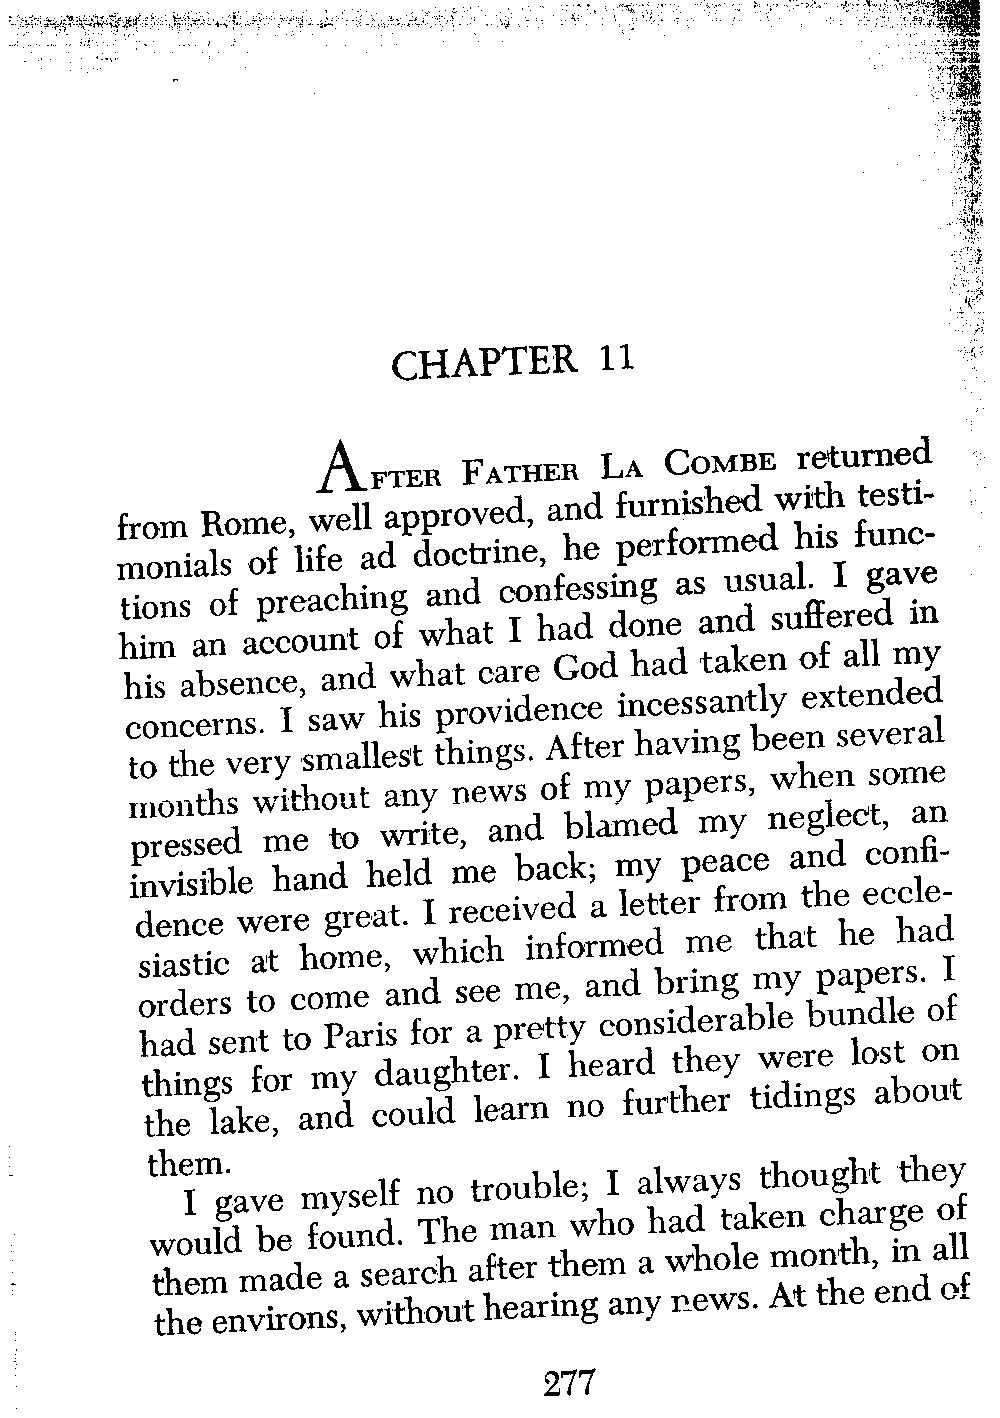 CHAPTER 11
AFTER FATHER LA COMBE returned
from Rome, well approved, and furnished with testi-
monials of life ad doctrine, he performed his func-
tions of preaching and confessing as usual. I gave
him an account of what I had done and suffered in
his absence, and what care God had taken of all my
concerns. I saw his providence incessantly extended
to the very smallest things. After having been several
months without any news of my papers, when some
pressed me to write, and blamed my neglect, an
invisible hand held me back; my peace and confi-
dence were great. I received a letter from the eccle-
siastic at home, which informed me that he had
orders to come and see me, and bring my papers. I
had sent to Paris for a pretty considerable bundle of
things for my daughter. I heard they were lost on
the lake, and could learn no further tidings about
them.
I gave myself no trouble; I always thought they
would be found. The man who had taken charge of
them made a search after them a whole month, in all
the environs, without hearing any news. At the end of
277